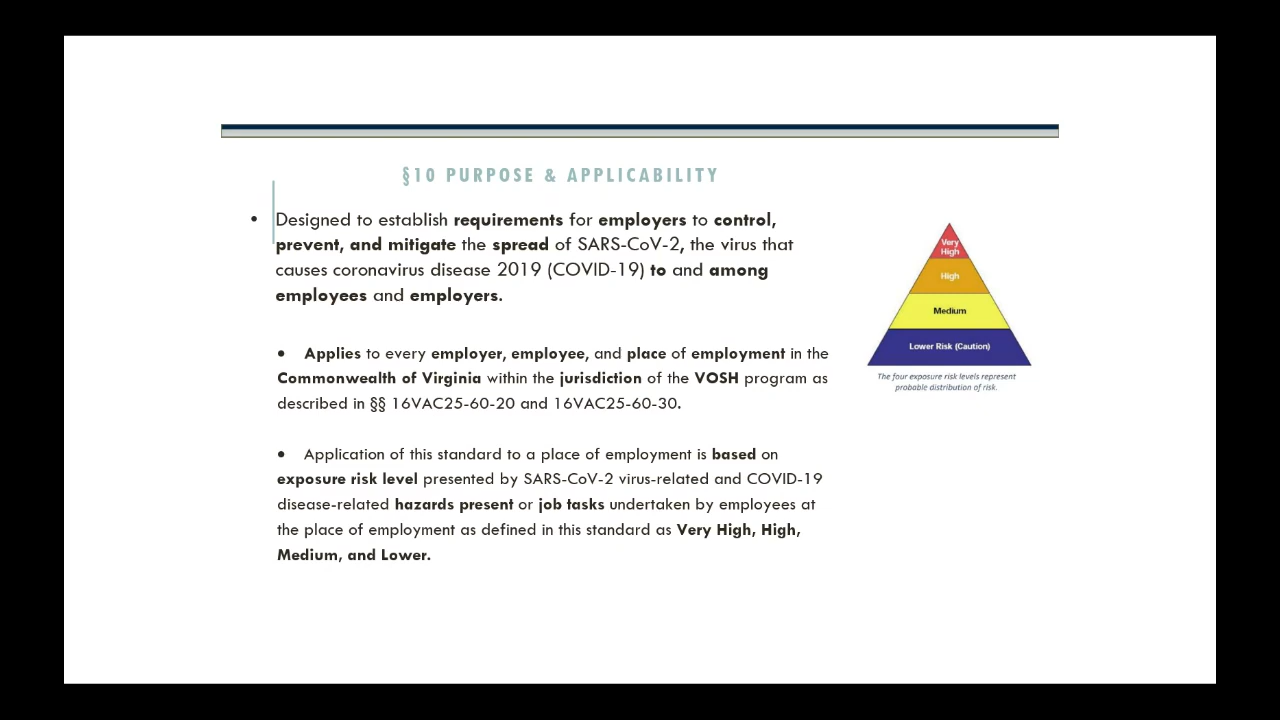 §10 PURPOSE & APPLICABILITY
• Designed to establish requirements for employers to control,
prevent, and mitigate the spread of SARS-CoV-2, the virus that
causes coronavirus disease 2019 (COVID-19) to and among
employees and employers.
• Applies to every employer, employee, and place of employment in the
Commonwealth of Virginia within the jurisdiction of the VOSH program as
described in §§ 16VAC25-60-20 and 16VAC25-60-30.
• Application of this standard to a place of employment is based on
exposure risk level presented by SARS-CoV-2 virus-related and COVID-19
disease-related hazards present or job tasks undertaken by employees at
the place of employment as defined in this standard as Very High, High,
Medium, and Lower.
Very
High
High
Medium
Lower Risk (Caution)
The four exposure risk levels represent
probable distribution of risk.